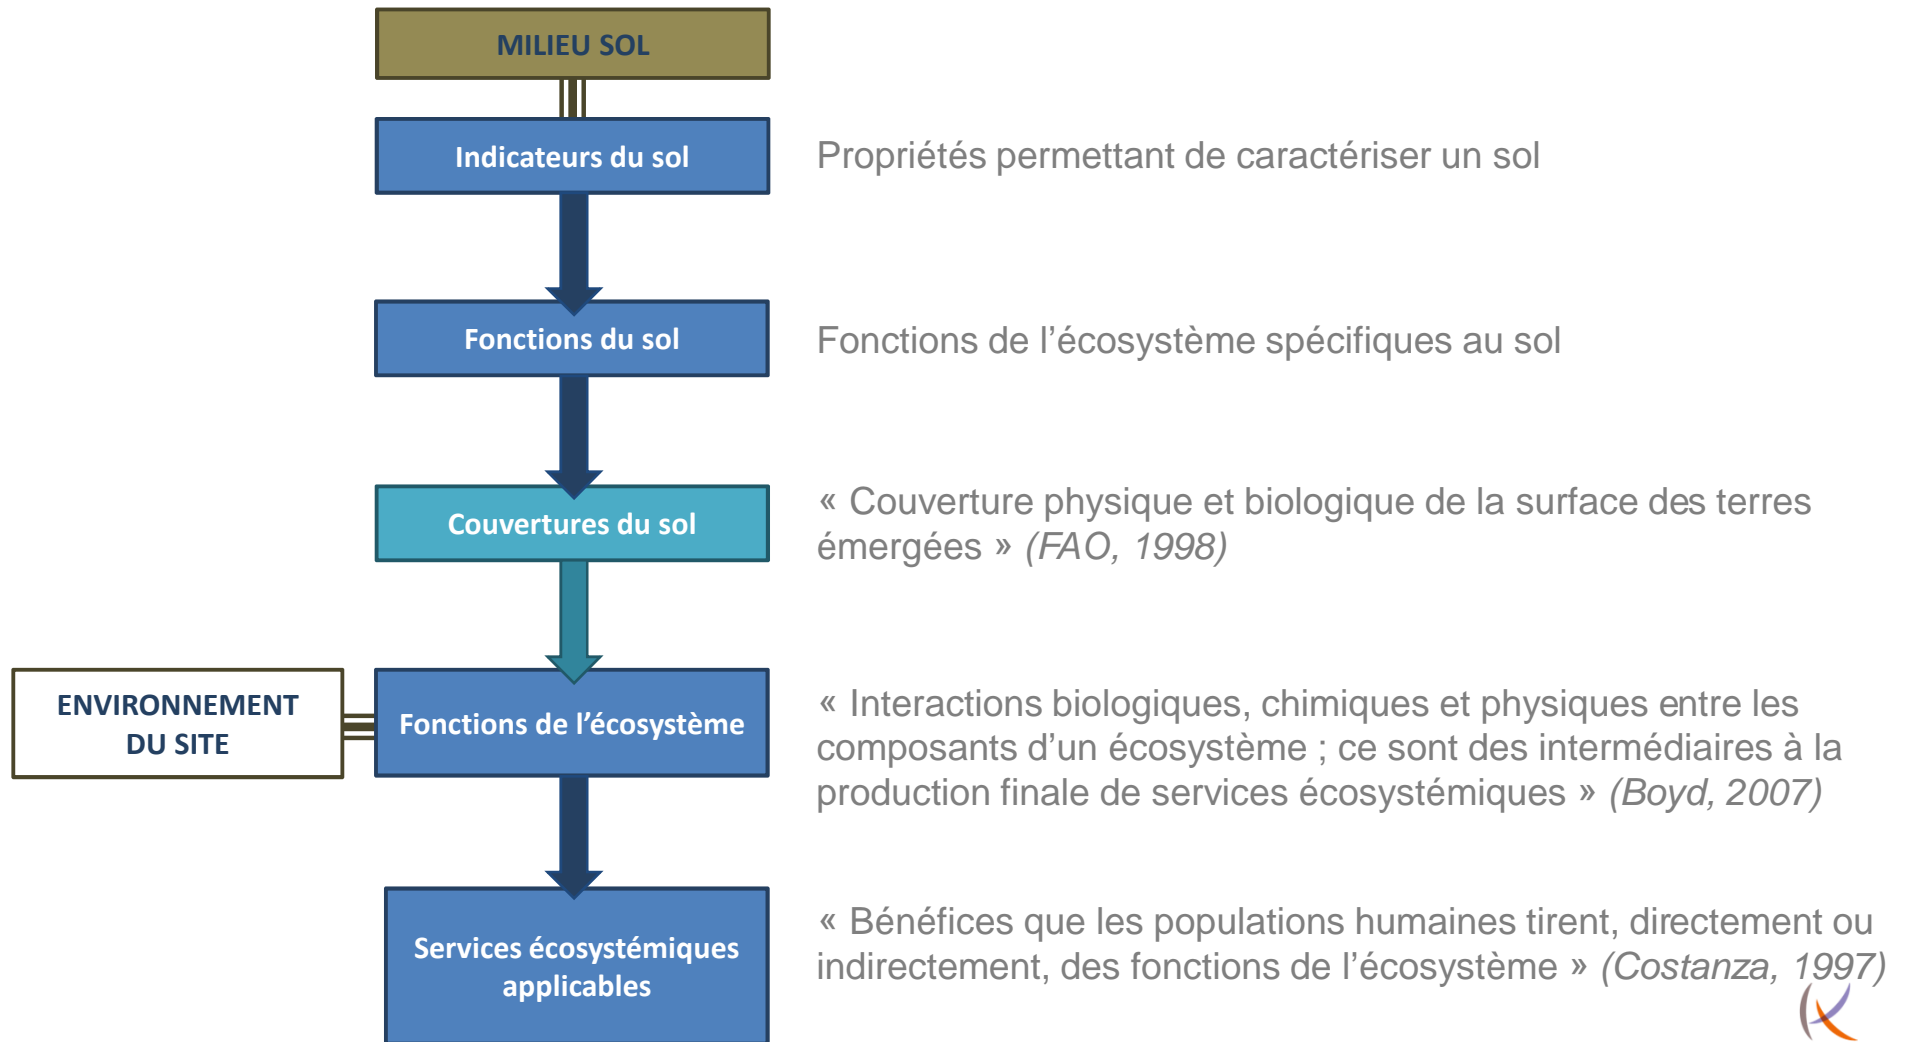 MILIEU SOL
Indicateurs du sol
Propriétés permettant de caractériser un sol
Fonctions du sol
Fonctions de l’écosystème spécifiques au sol
Couvertures du sol
« Couverture physique et biologique de la surface des terres
émergées » (FAO, 1998)
ENVIRONNEMENT
DU SITE
Fonctions de l’écosystème
« Interactions biologiques, chimiques et physiques entre les
composants d’un écosystème ; ce sont des intermédiaires à la
production finale de services écosystémiques » (Boyd, 2007)
Services écosystémiques
applicables
« Bénéfices que les populations humaines tirent, directement ou
indirectement, des fonctions de l’écosystème » (Costanza, 1997)